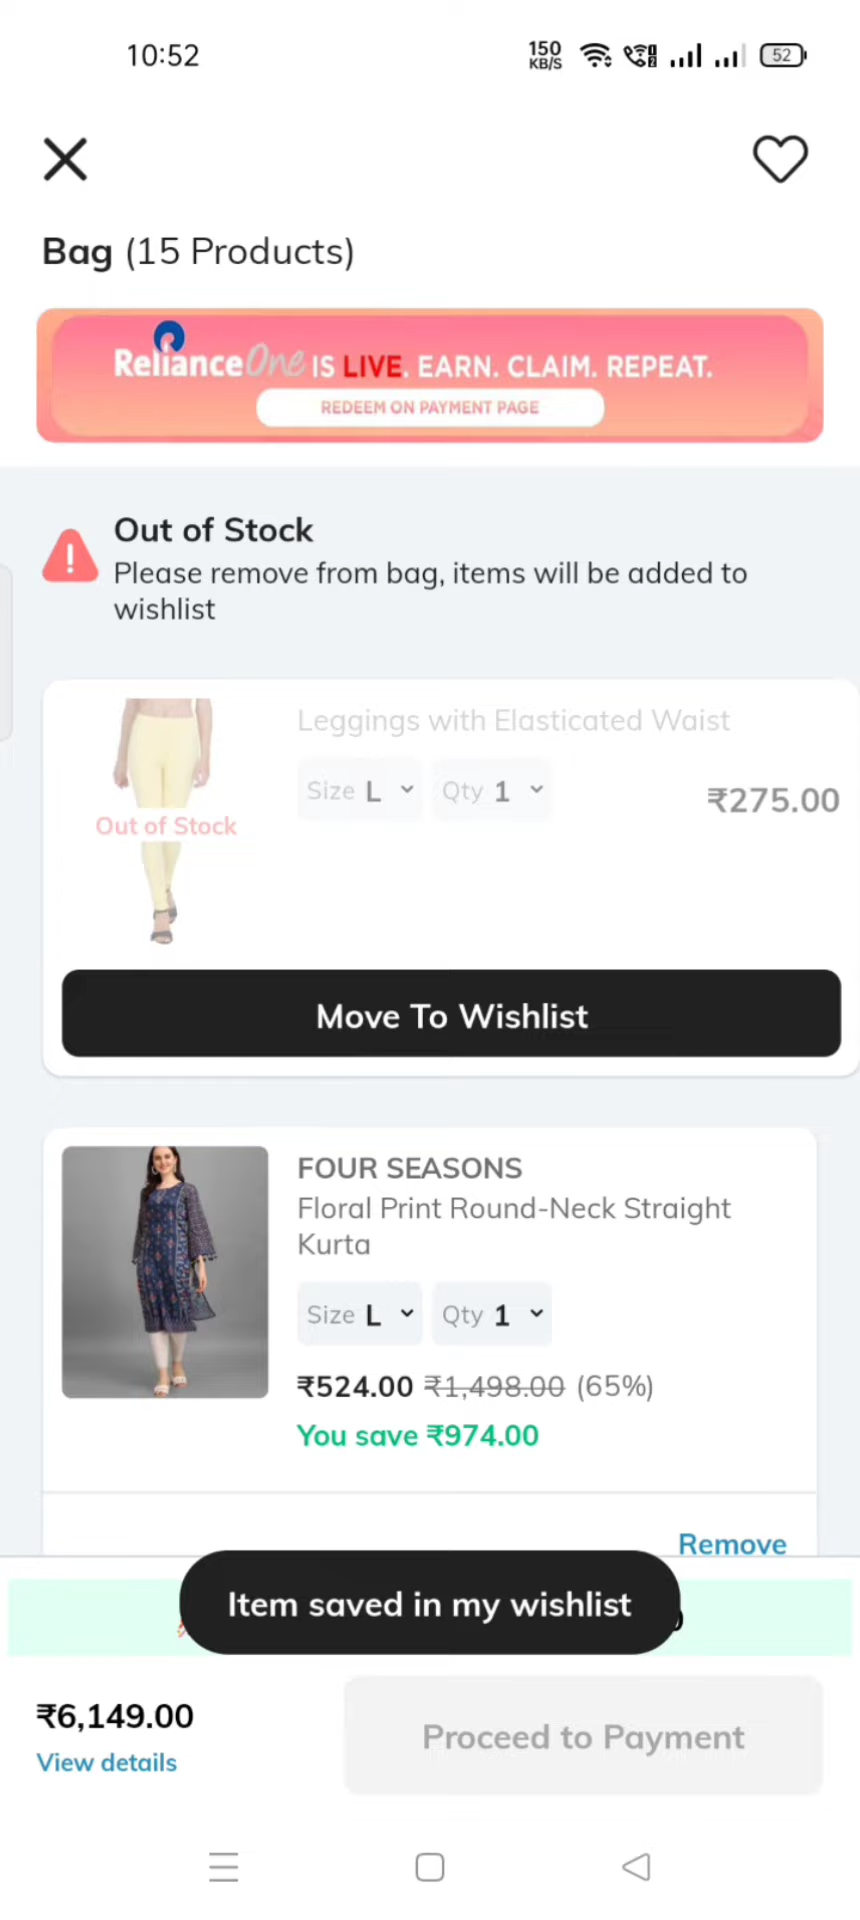 10:52
150
KB/S
52
Bag (15 Products)
RelianceOne IS LIVE. EARN. CLAIM. REPEAT.
REDEEM ON PAYMENT PAGE
Out of Stock
Please remove from bag, items will be added to
wishlist
Leggings with Elasticated Waist
Size L
Qty 1
₹275.00
Out of Stock
Move To Wishlist
FOUR SEASONS
Floral Print Round-Neck Straight
Kurta
Size L
Qty 1
₹524.00 ₹1,498.00 (65%)
You save ₹974.00
Remove
Item saved in my wishlist
₹6,149.00
View details
Proceed to Payment